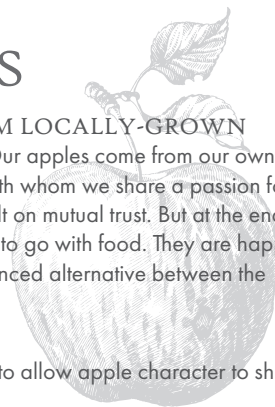 S
M LOCALLY-GROWN
Our apples come from our own
th whom we share a passion fo
lt on mutual trust. But at the end
to go with food. They are hap
nced alternative between the
to allow apple character to sh